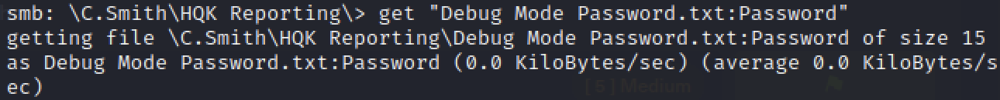 smb: \C.Smith\HQK Reporting\> get "Debug Mode Password.txt:Password"
getting file \C.Smith\HQK Reporting\Debug Mode Password.txt:Password of size 15
as Debug Mode Password.txt:Password (0.0 KiloBytes/sec) (average 0.0 KiloBytes/s
ec)
[5] Medium